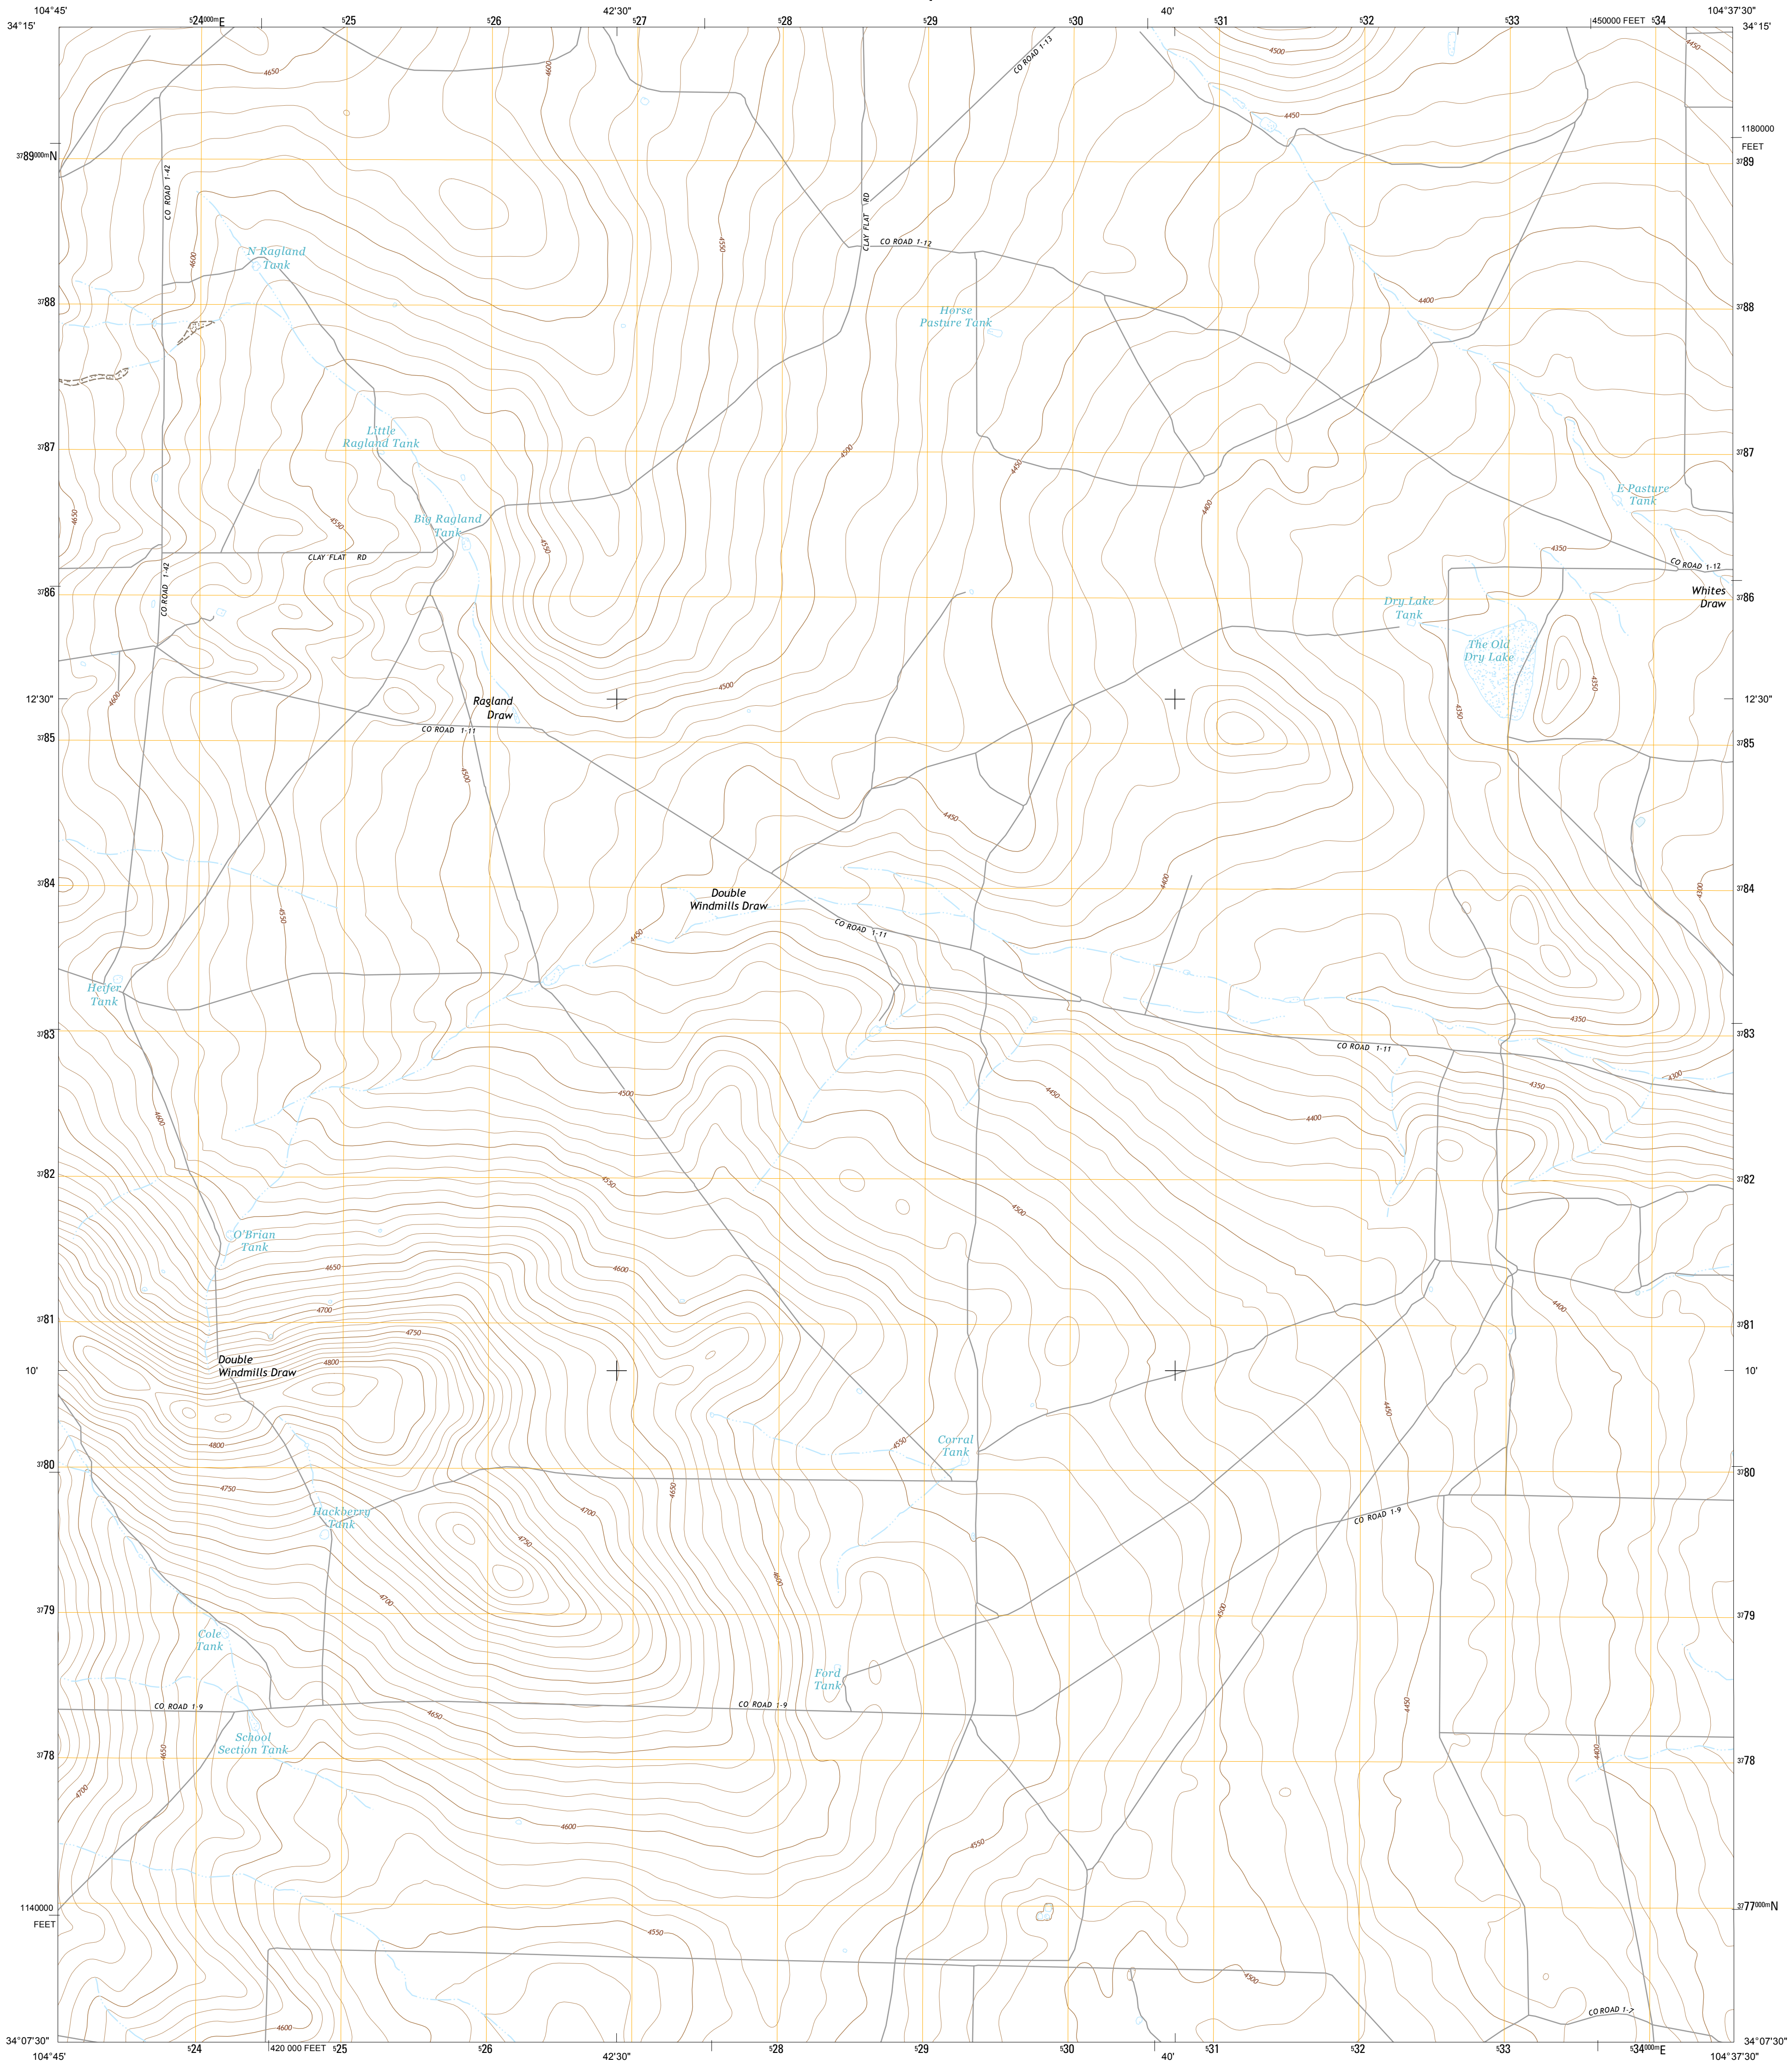 104°45'
⁵24⁰⁰⁰ᵐE
⁵25
⁵26
42'30"
⁵27
⁵28
⁵29
⁵30
40'
⁵31
⁵32
⁵33
450000 FEET
⁵34
104°37'30"
34°15'
34°15'
4650
4600
CO ROAD 1-13
4500
4450
4450
1180000
FEET
³⁷89⁰⁰⁰ᵐN
³⁷89
CO ROAD 1-42
CLAY FLAT RD
4550
CO ROAD 1-12
N Ragland
Tank
4600
³⁷88
4400
³⁷88
Horse
Pasture Tank
Little
Ragland Tank
³⁷87
4500
4450
³⁷87
E Pasture
Tank
4650
4550
Big Ragland
Tank
4400
4550
4350
CLAY FLAT RD
CO ROAD 1-42
CO ROAD 1-12
³⁷86
Whites
Draw
³⁷86
Dry Lake
Tank
The Old
Dry Lake
4350
4500
4600
12'30"
Ragland
Draw
4350
12'30"
CO ROAD 1-11
³⁷85
³⁷85
4500
4450
³⁷84
Double
Windmills Draw
4400
4300
³⁷84
4550
4450
CO ROAD 1-11
Heifer
Tank
4350
³⁷83
³⁷83
CO ROAD 1-11
4300
4500
4450
4350
4600
4400
³⁷82
4550
³⁷82
4500
O'Brian
Tank
4650
4600
4700
4400
³⁷81
³⁷81
4750
Double
Windmills Draw
4800
10'
10'
4450
4800
4550
Corral
Tank
³⁷80
³⁷80
4750
4650
Hackberry
Tank
4700
CO ROAD 1-9
4750
4600
4700
4500
³⁷79
³⁷79
Cole
Tank
Ford
Tank
CO ROAD 1-9
CO ROAD 1-9
4450
4650
School
Section Tank
4650
4400
³⁷78
³⁷78
4700
4600
4550
1140000
FEET
³⁷77⁰⁰⁰ᵐN
4550
4500
CO ROAD 1-7
4600
34°07'30"
34°07'30"
104°45'
⁵24
420 000 FEET
⁵25
⁵26
42'30"
⁵28
⁵29
⁵30
40'
⁵31
⁵32
⁵33
⁵34⁰⁰⁰ᵐE
104°37'30"